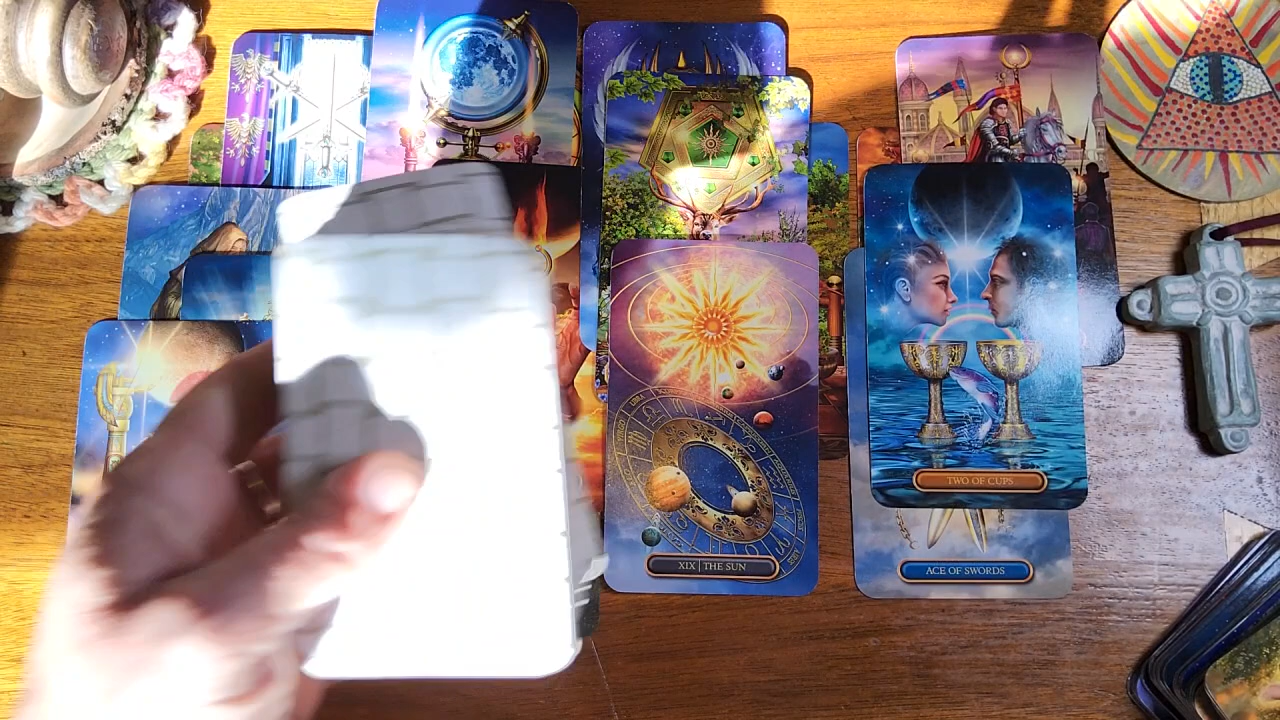 XIX | THE SUN
TWO OF CUPS
ACE OF SWORDS